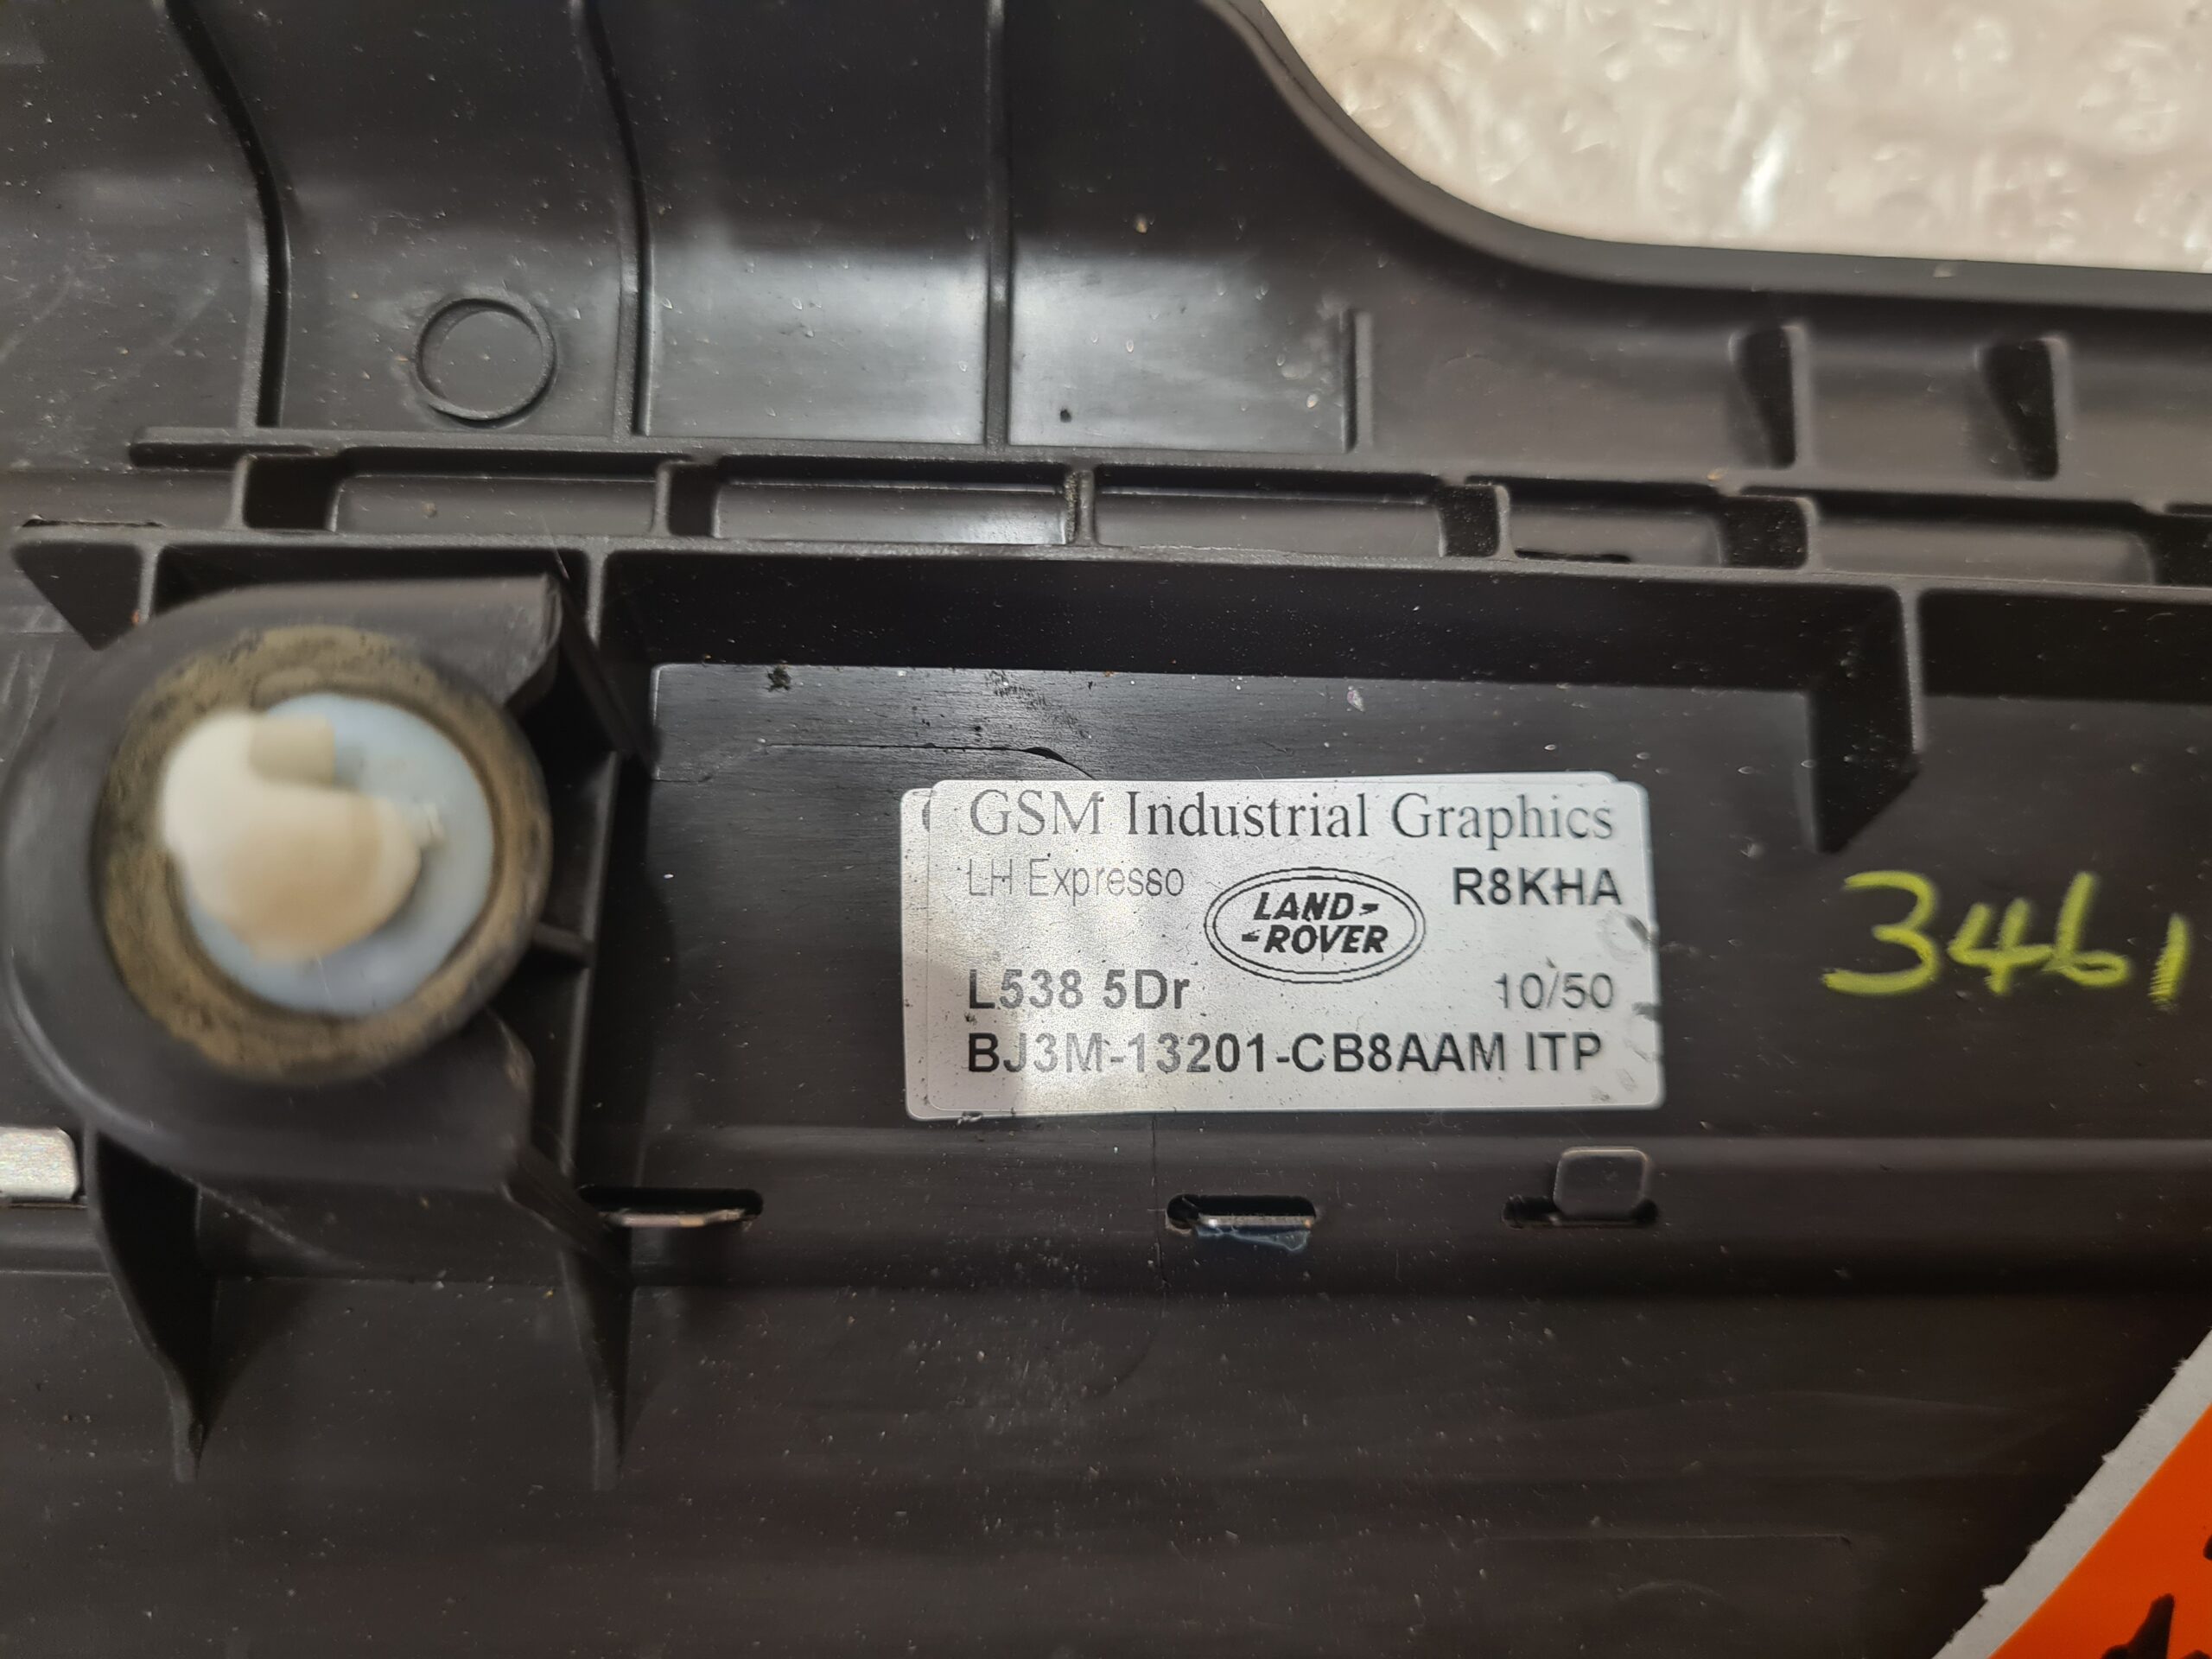 GSM Industrial Graphics
LH Expresso
R8KHA
LAND-
-ROVER
L538 5Dr
10/50
BJ3M-13201-CB8AAM ITP
3461